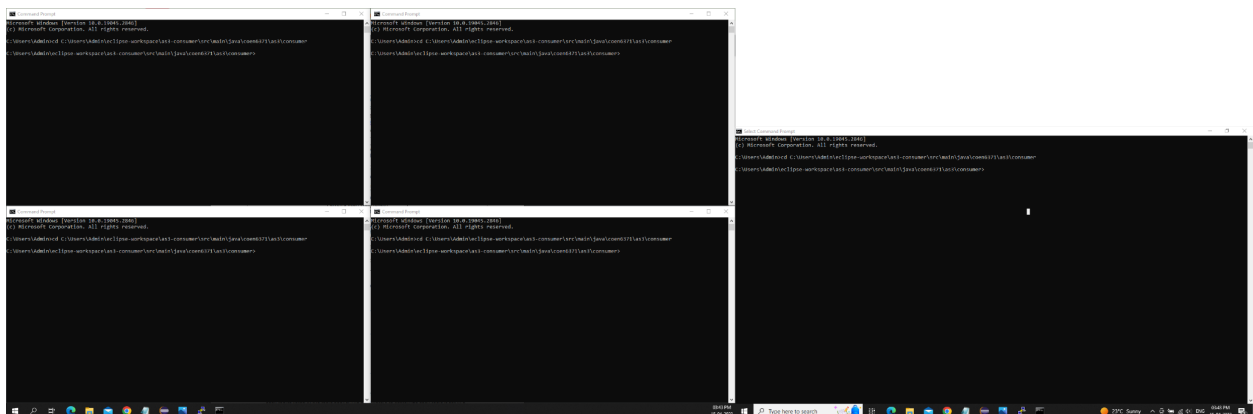 Command Prompt
Microsoft Windows [Version 10.0.19045.2846]
(c) Microsoft Corporation. All rights reserved.
C:\Users\Admin>cd C:\Users\Admin\eclipse-workspace\as3-consumer\src\main\java\coen6371\as3\consumer
C:\Users\Admin\eclipse-workspace\as3-consumer\src\main\java\coen6371\as3\consumer>
Command Prompt
Microsoft Windows [Version 10.0.19045.2846]
(c) Microsoft Corporation. All rights reserved.
C:\Users\Admin>cd C:\Users\Admin\eclipse-workspace\as3-consumer\src\main\java\coen6371\as3\consumer
C:\Users\Admin\eclipse-workspace\as3-consumer\src\main\java\coen6371\as3\consumer>
Select Command Prompt
Microsoft Windows [Version 10.0.19045.2846]
(c) Microsoft Corporation. All rights reserved.
C:\Users\Admin>cd C:\Users\Admin\eclipse-workspace\as3-consumer\src\main\java\coen6371\as3\consumer
C:\Users\Admin\eclipse-workspace\as3-consumer\src\main\java\coen6371\as3\consumer>
Command Prompt
Microsoft Windows [Version 10.0.19045.2846]
(c) Microsoft Corporation. All rights reserved.
C:\Users\Admin>cd C:\Users\Admin\eclipse-workspace\as3-consumer\src\main\java\coen6371\as3\consumer
C:\Users\Admin\eclipse-workspace\as3-consumer\src\main\java\coen6371\as3\consumer>
Command Prompt
Microsoft Windows [Version 10.0.19045.2846]
(c) Microsoft Corporation. All rights reserved.
C:\Users\Admin>cd C:\Users\Admin\eclipse-workspace\as3-consumer\src\main\java\coen6371\as3\consumer
C:\Users\Admin\eclipse-workspace\as3-consumer\src\main\java\coen6371\as3\consumer>
Type here to search
23°C Sunny
ENG